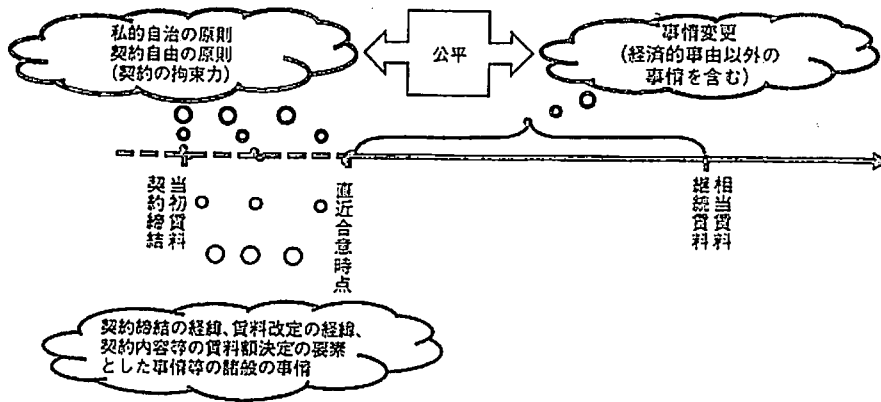 私的自治の原則
契約自由の原則
(契約の拘束力)
公平
事情変更
(経済的事由以外の
事情を含む)
当初賃料
契約締結
直近合意時点
相当賃料
継続賃料
契約締結の経緯、賃料改定の経緯、
契約内容等の賃料額決定の要素
とした事情等の諸般の事情